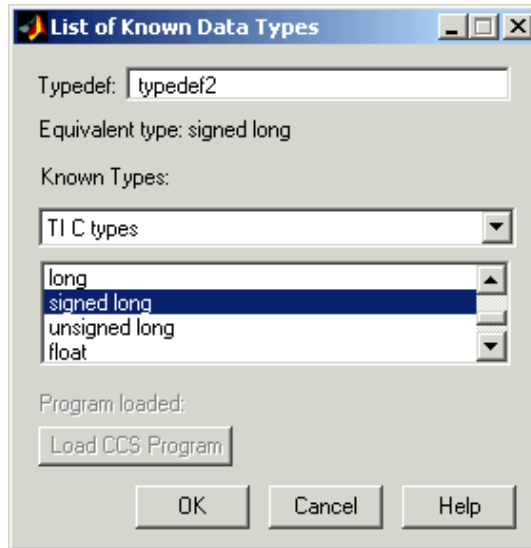 List of Known Data Types
Typedef: typedef2
Equivalent type: signed long
Known Types:
TI C types
long
signed long
unsigned long
float
Program loaded:
Load CCS Program
OK Cancel Help